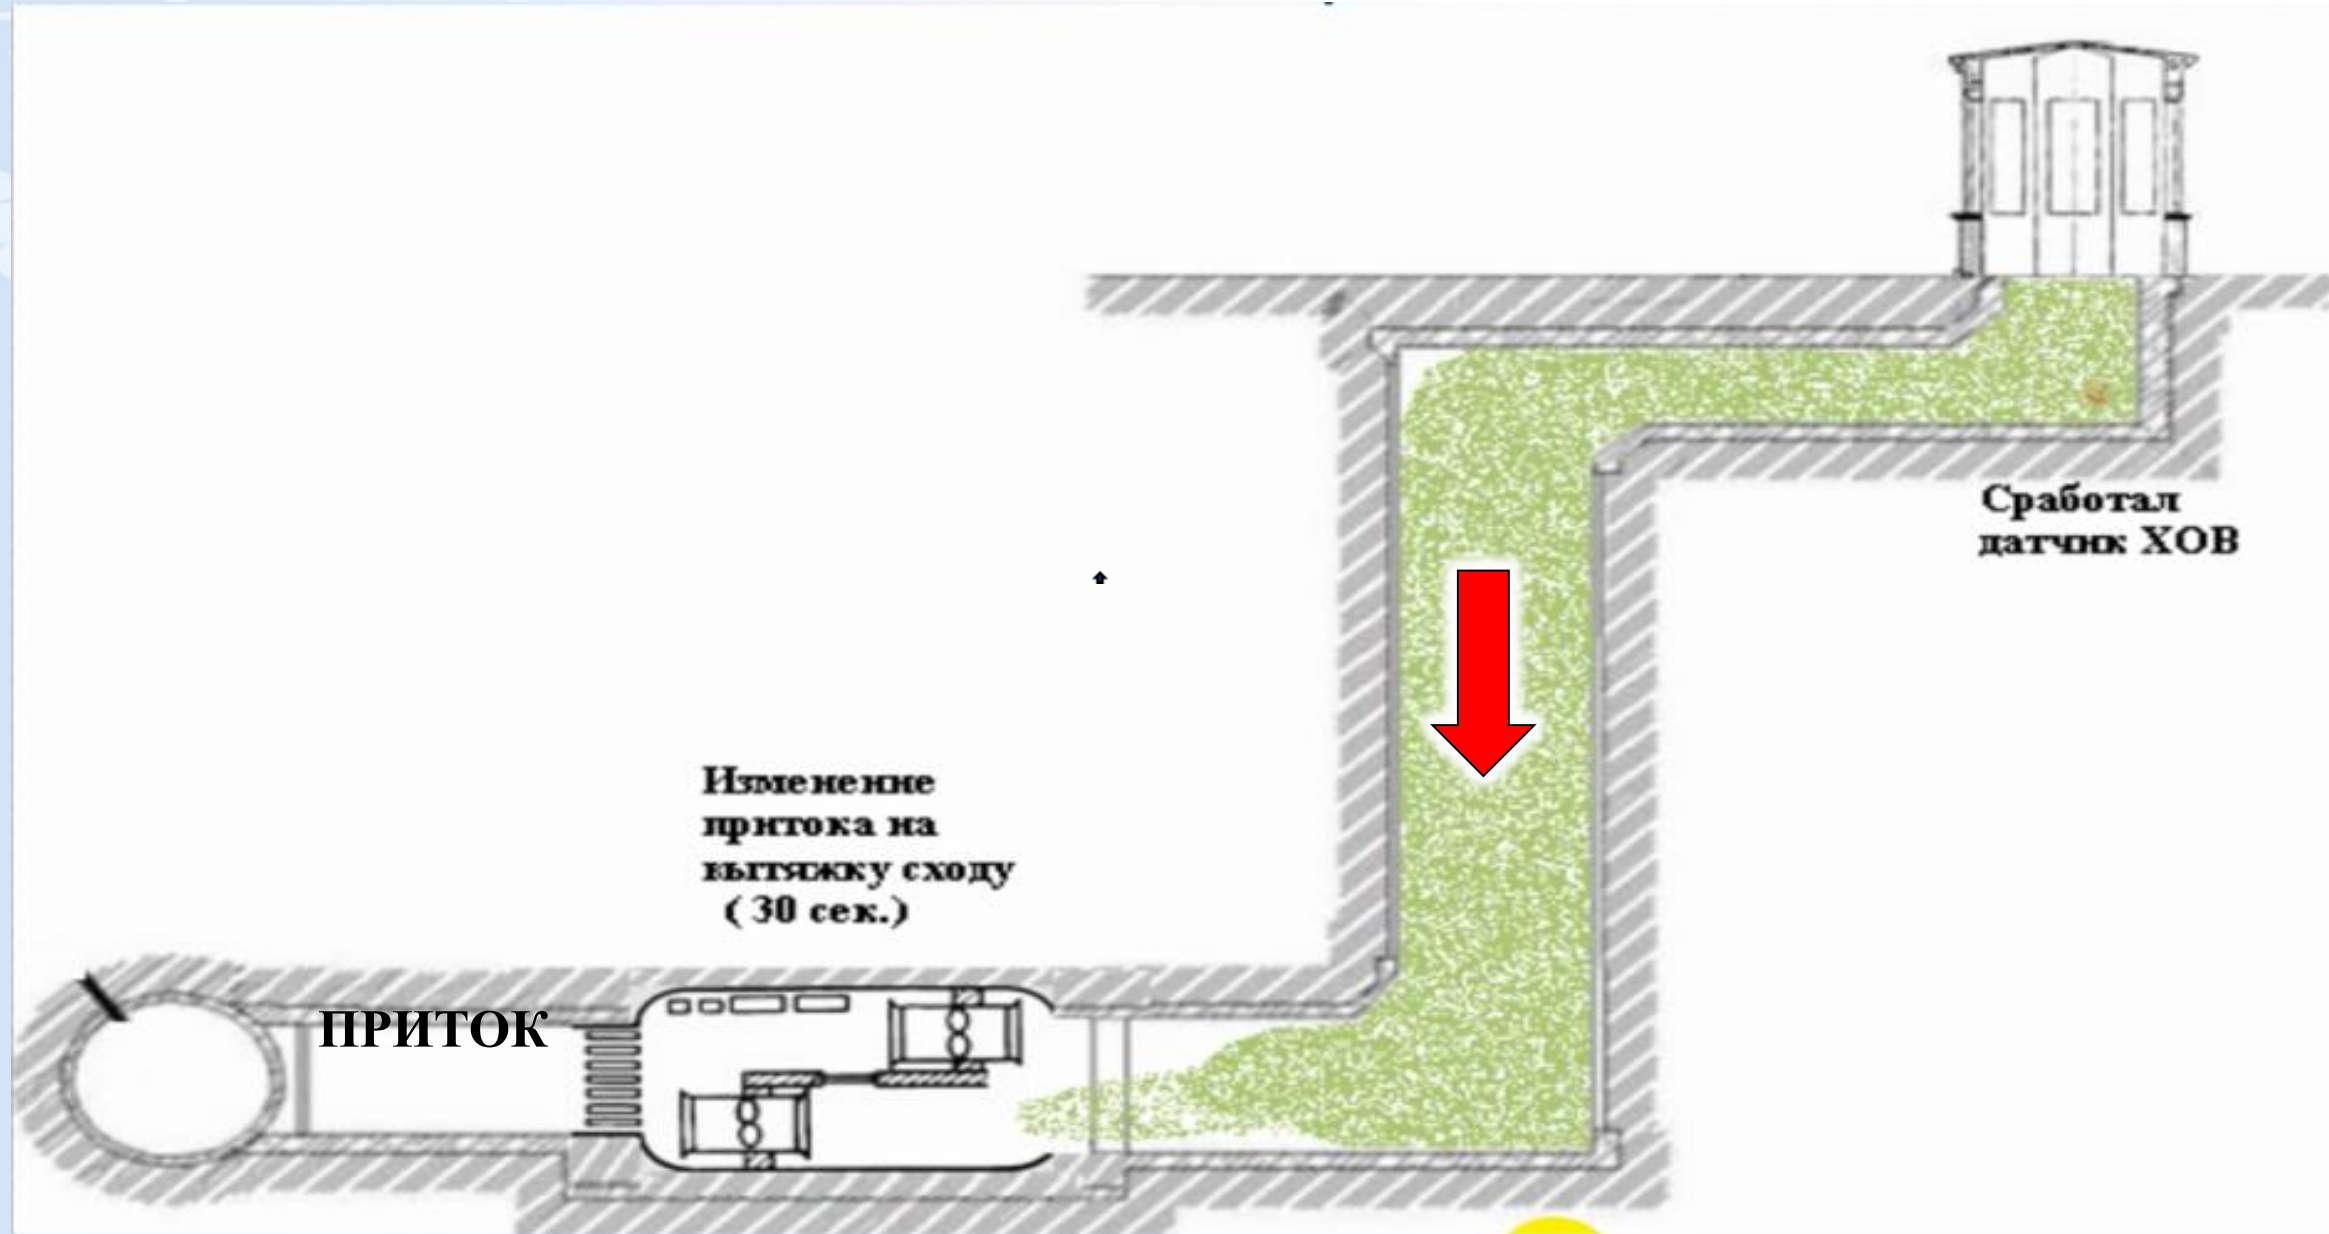 Сработал
датчик ХОВ
Изменение
притока на
вытяжку сходу
( 30 сек.)
ПРИТОК